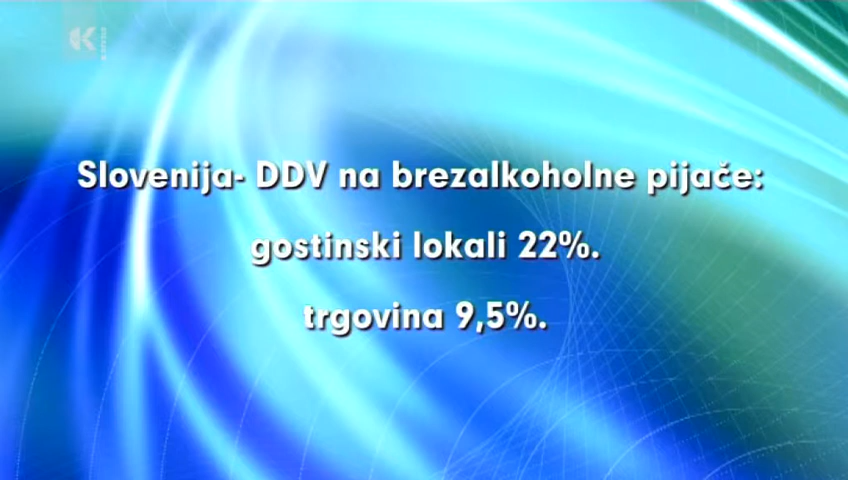 K
Slovenija- DDV na brezalkoholne pijače:
gostinski lokali 22%.
trgovina 9,5%.